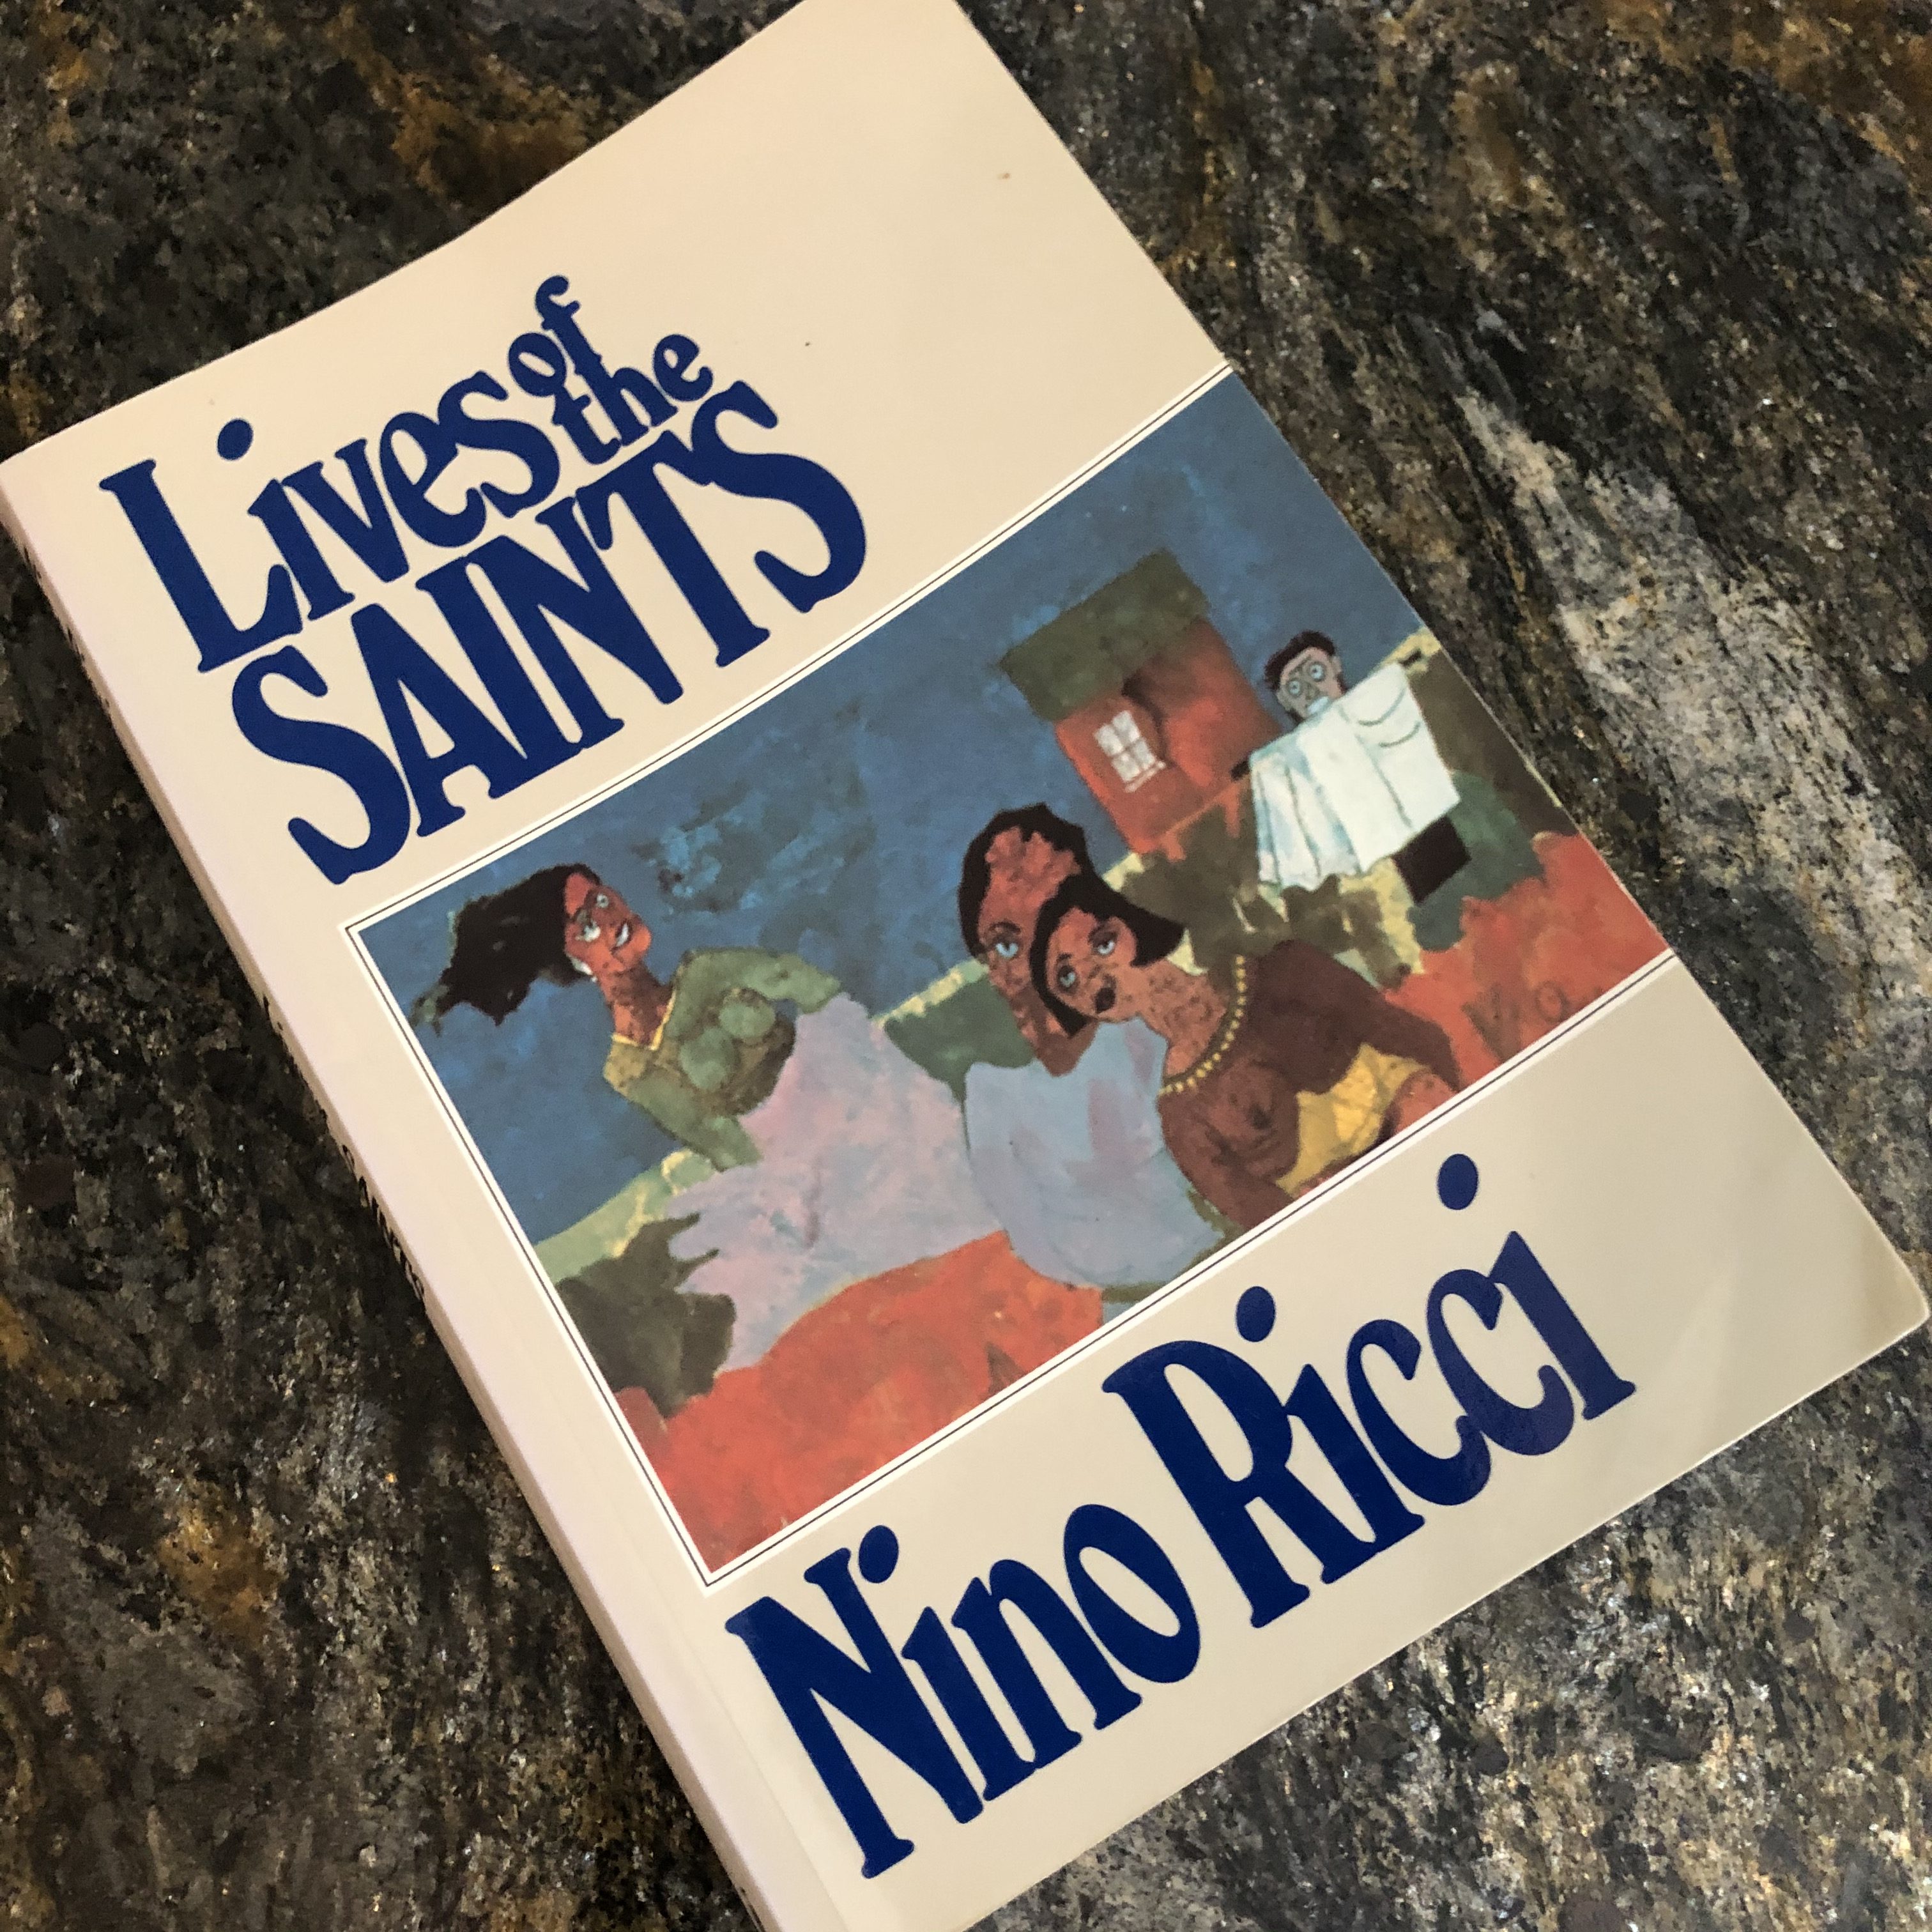 Lives of the
SAINTS
Nino Ricci